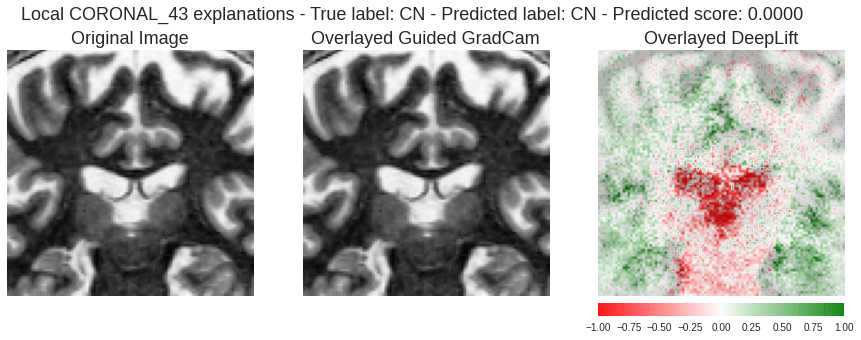 Local CORONAL_43 explanations - True label: CN - Predicted label: CN - Predicted score: 0.0000
Original Image
Overlayed Guided GradCam
Overlayed DeepLift
−1.00 −0.75 −0.50 −0.25 0.00 0.25 0.50 0.75 1.00